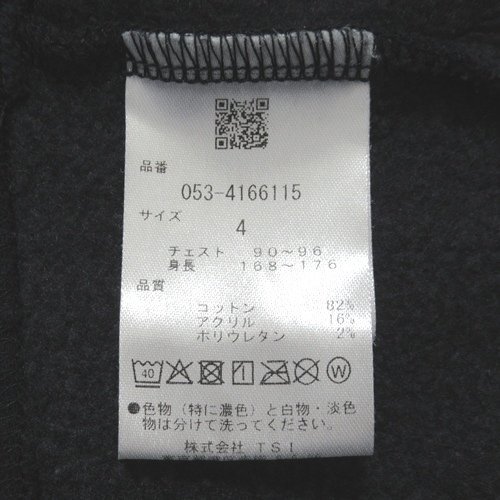 品番
053-4166115
サイズ
4
チェスト 90～96
身長 168～176
品質
コットン 82%
アクリル 16%
ポリウレタン 2%
40 W
●色物（特に濃色）と白物・淡色
物は分けて洗ってください。
株式会社 TSI